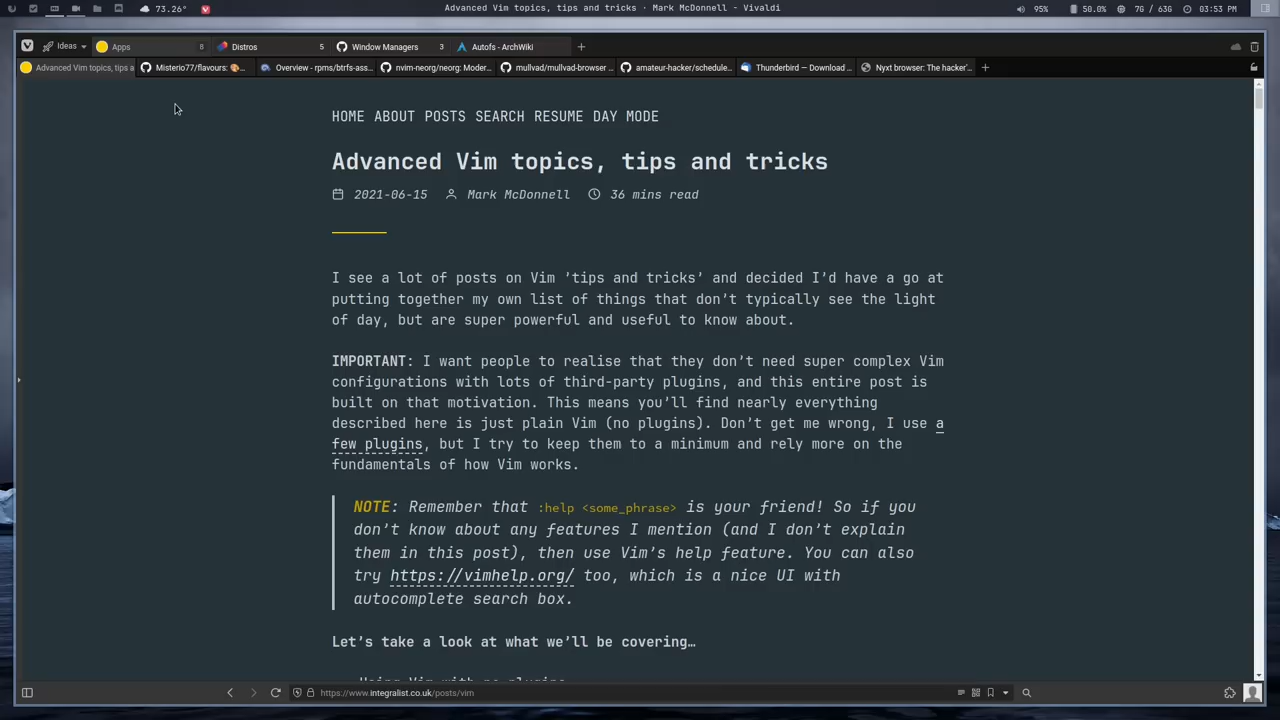 73.26°
Advanced Vim topics, tips and tricks · Mark McDonnell - Vivaldi
95%
50.0%
7G / 63G
03:53 PM
Ideas
Apps
8
Distros
5
Window Managers
3
Autofs - ArchWiki
Advanced Vim topics, tips a
Misterio77/flavours: 🎨...
Overview - rpms/btrfs-ass...
nvim-neorg/neorg: Moder...
mullvad/mullvad-browser ...
amateur-hacker/schedule...
Thunderbird — Download ...
Nyxt browser: The hacker'...
HOME ABOUT POSTS SEARCH RESUME DAY MODE
Advanced Vim topics, tips and tricks
2021-06-15 Mark McDonnell 36 mins read
I see a lot of posts on Vim 'tips and tricks' and decided I'd have a go at
putting together my own list of things that don't typically see the light
of day, but are super powerful and useful to know about.
IMPORTANT: I want people to realise that they don't need super complex Vim
configurations with lots of third-party plugins, and this entire post is
built on that motivation. This means you'll find nearly everything
described here is just plain Vim (no plugins). Don't get me wrong, I use a
few plugins, but I try to keep them to a minimum and rely more on the
fundamentals of how Vim works.
NOTE: Remember that :help <some_phrase> is your friend! So if you
don't know about any features I mention (and I don't explain
them in this post), then use Vim's help feature. You can also
try https://vimhelp.org/ too, which is a nice UI with
autocomplete search box.
Let's take a look at what we'll be covering…
Using Vim with no plugins
https://www.integralist.co.uk/posts/vim